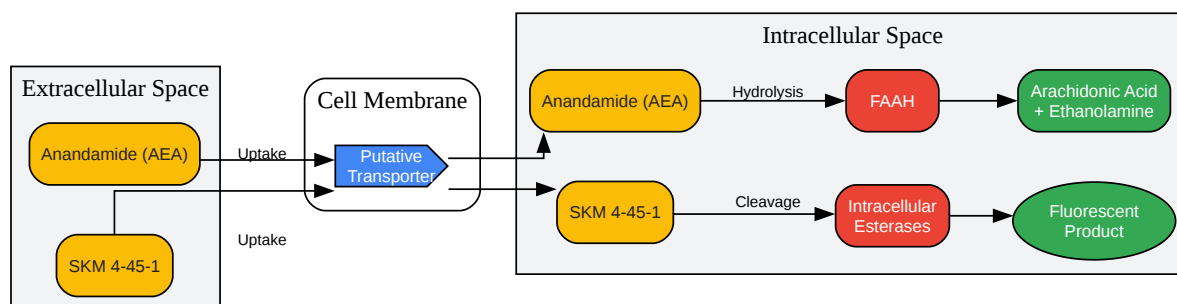 Extracellular Space
Anandamide (AEA)
SKM 4-45-1
Uptake
Uptake
Cell Membrane
Putative
Transporter
Intracellular Space
Anandamide (AEA)
Hydrolysis
FAAH
Arachidonic Acid
+ Ethanolamine
SKM 4-45-1
Cleavage
Intracellular
Esterases
Fluorescent
Product